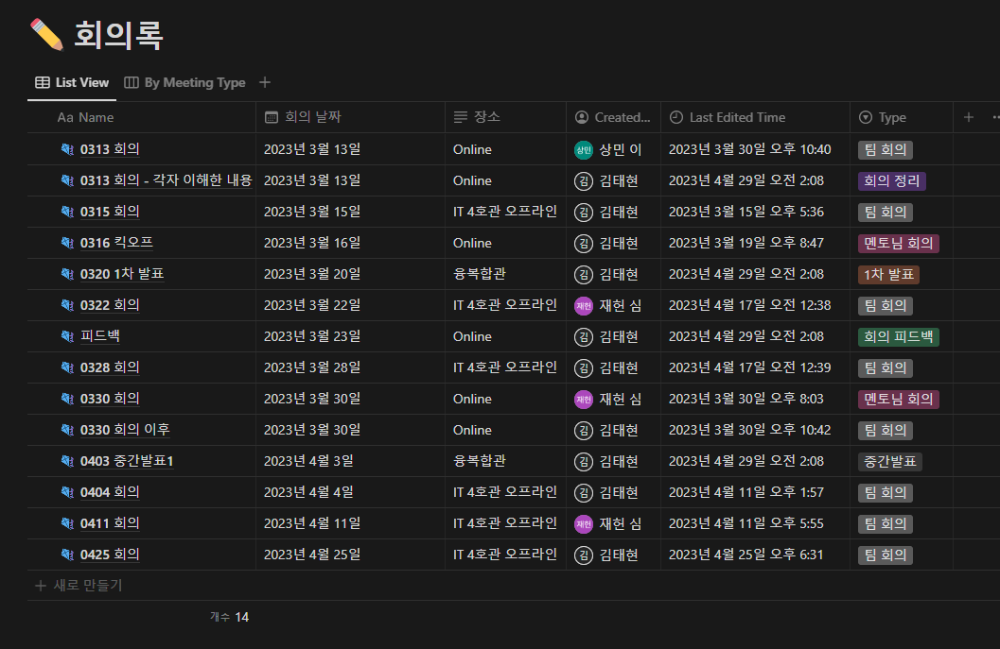 회의록
List View By Meeting Type
Aa Name 회의 날짜 장소 Created... Last Edited Time Type
0313 회의 2023년 3월 13일 Online 상민 상민 이 2023년 3월 30일 오후 10:40 팀 회의
0313 회의 - 각자 이해한 내용 2023년 3월 13일 Online 김 김태현 2023년 4월 29일 오전 2:08 회의 정리
0315 회의 2023년 3월 15일 IT 4호관 오프라인 김 김태현 2023년 3월 15일 오후 5:36 팀 회의
0316 킥오프 2023년 3월 16일 Online 김 김태현 2023년 3월 19일 오후 8:47 멘토님 회의
0320 1차 발표 2023년 3월 20일 융복합관 김 김태현 2023년 4월 29일 오전 2:08 1차 발표
0322 회의 2023년 3월 22일 IT 4호관 오프라인 재헌 재헌 심 2023년 4월 17일 오전 12:38 팀 회의
피드백 2023년 3월 23일 Online 김 김태현 2023년 4월 29일 오전 2:08 회의 피드백
0328 회의 2023년 3월 28일 IT 4호관 오프라인 김 김태현 2023년 4월 17일 오전 12:39 팀 회의
0330 회의 2023년 3월 30일 Online 재헌 재헌 심 2023년 3월 30일 오후 8:03 멘토님 회의
0330 회의 이후 2023년 3월 30일 Online 김 김태현 2023년 3월 30일 오후 10:42 팀 회의
0403 중간발표1 2023년 4월 3일 융복합관 김 김태현 2023년 4월 29일 오전 2:08 중간발표
0404 회의 2023년 4월 4일 IT 4호관 오프라인 김 김태현 2023년 4월 11일 오후 1:57 팀 회의
0411 회의 2023년 4월 11일 IT 4호관 오프라인 재헌 재헌 심 2023년 4월 11일 오후 5:55 팀 회의
0425 회의 2023년 4월 25일 IT 4호관 오프라인 김 김태현 2023년 4월 25일 오후 6:31 팀 회의
새로 만들기
개수 14